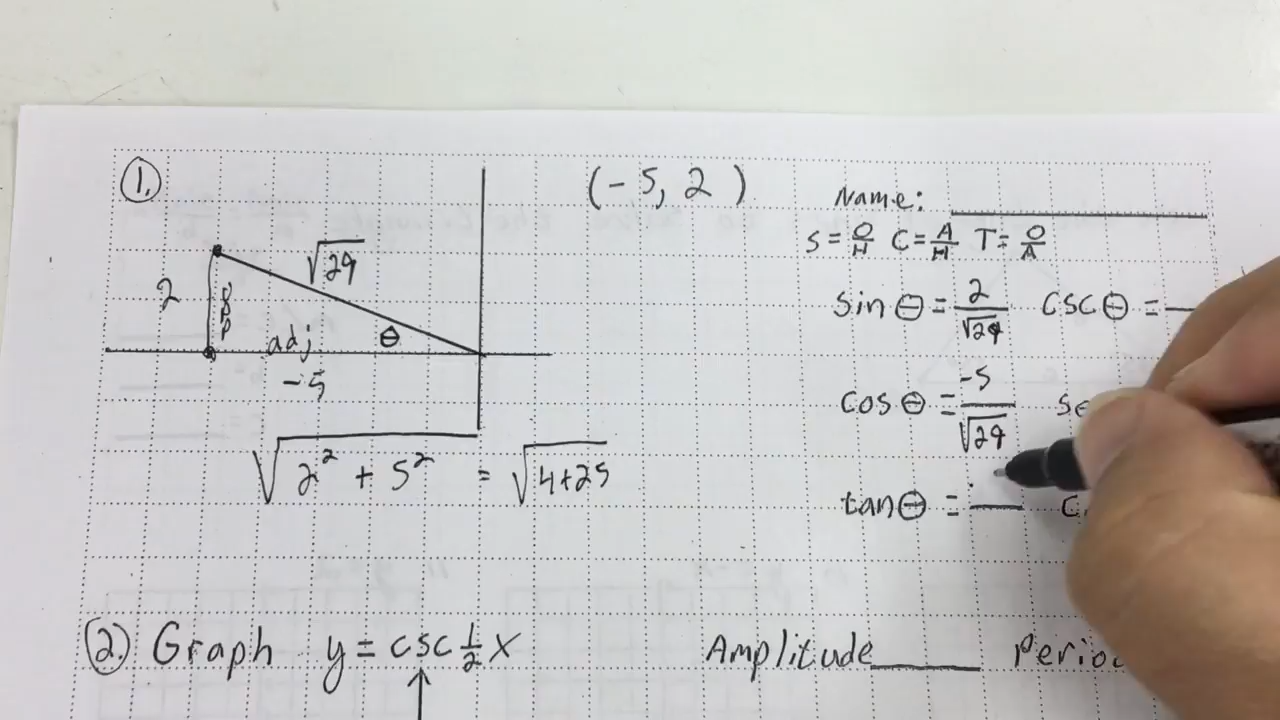 1.
(-5, 2)
Name:
S = O/H C = A/H T = O/A
√29
2
opp
adj
θ
-5
sin θ = 2/√29 csc θ =
cos θ = -5/√29
√2² + 5² = √4+25
tan θ =
2. Graph y = csc 1/2 x Amplitude